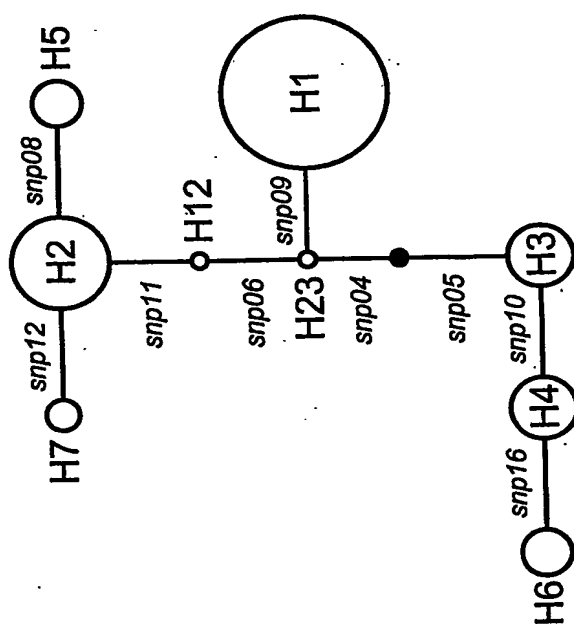 H5
snp08
H2
snp12
H7
snp11
H12
snp06
H1
snp09
H23
snp04
snp05
H3
snp10
H4
snp16
H6